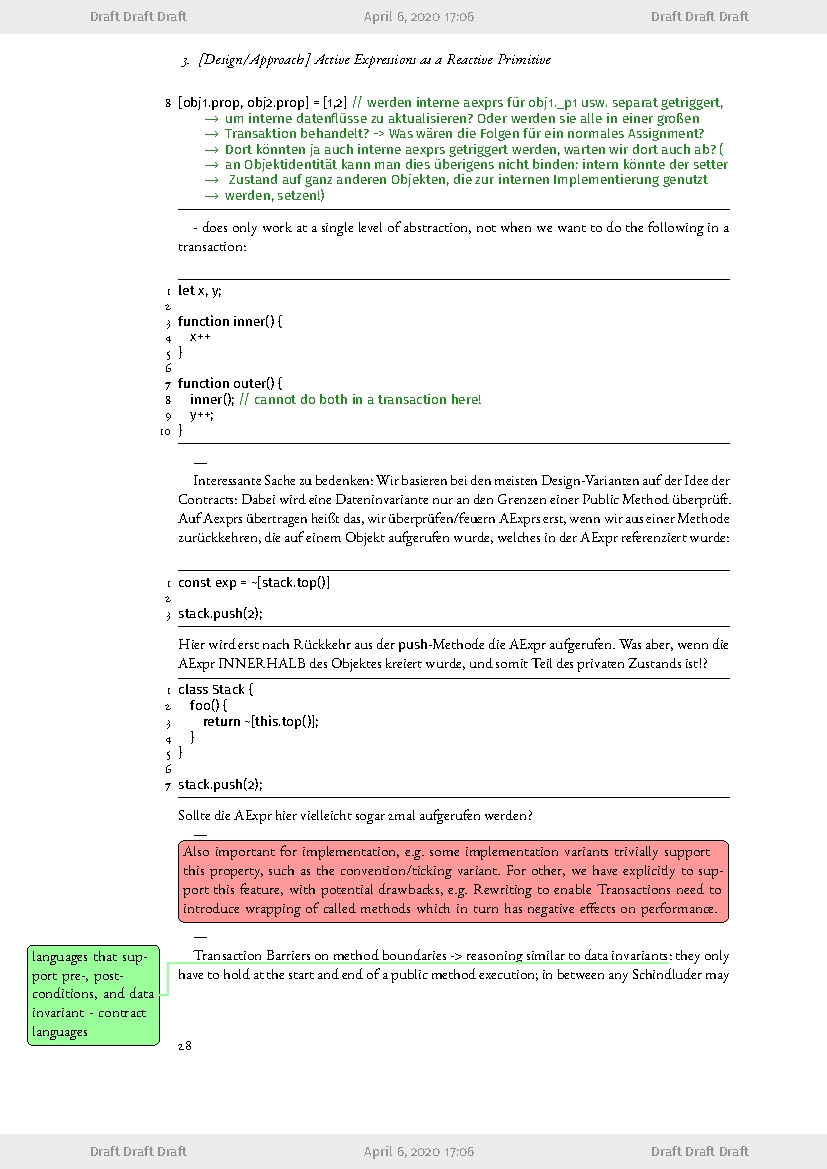 Draft Draft Draft April 6, 2020 17:06 Draft Draft Draft
3. [Design/Approach] Active Expressions as a Reactive Primitive
8 [obj1.prop, obj2.prop] = [1,2] // werden interne aexprs für obj1._p1 usw. separat getriggert,
→ um interne datenflüsse zu aktualisieren? Oder werden sie alle in einer großen
→ Transaktion behandelt? -> Was wären die Folgen für ein normales Assignment?
→ Dort könnten ja auch interne aexprs getriggert werden, warten wir dort auch ab? (
→ an Objektidentität kann man dies überigens nicht binden: intern könnte der setter
→ Zustand auf ganz anderen Objekten, die zur internen Implementierung genutzt
→ werden, setzen!)
- does only work at a single level of abstraction, not when we want to do the following in a
transaction:
1 let x, y;
2
3 function inner() {
4 x++
5 }
6
7 function outer() {
8 inner(); // cannot do both in a transaction here!
9 y++;
10 }
—
Interessante Sache zu bedenken: Wir basieren bei den meisten Design-Varianten auf der Idee der
Contracts: Dabei wird eine Dateninvariante nur an den Grenzen einer Public Method überprüft.
Auf Aexprs übertragen heißt das, wir überprüfen/feuern AExprs erst, wenn wir aus einer Methode
zurückkehren, die auf einem Objekt aufgerufen wurde, welches in der AExpr referenziert wurde:
1 const exp = ~[stack.top()]
2
3 stack.push(2);
Hier wird erst nach Rückkehr aus der push-Methode die AExpr aufgerufen. Was aber, wenn die
AExpr INNERHALB des Objektes kreiert wurde, und somit Teil des privaten Zustands ist!?
1 class Stack {
2 foo() {
3 return ~[this.top()];
4 }
5 }
6
7 stack.push(2);
Sollte die AExpr hier vielleicht sogar 2mal aufgerufen werden?
—
Also important for implementation, e.g. some implementation variants trivially support
this property, such as the convention/ticking variant. For other, we have explicitly to sup-
port this feature, with potential drawbacks, e.g. Rewriting to enable Transactions need to
introduce wrapping of called methods which in turn has negative effects on performance.
—
Transaction Barriers on method boundaries -> reasoning similar to data invariants: they only
have to hold at the start and end of a public method execution; in between any Schindluder may
languages that sup-
port pre-, post-
conditions, and data
invariant - contract
languages
28
Draft Draft Draft April 6, 2020 17:06 Draft Draft Draft